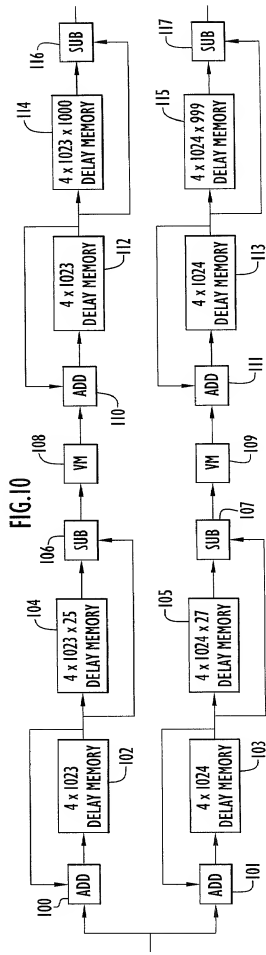 FIG.10
100
ADD
102
4 x 1023
DELAY MEMORY
104
4 x 1023 x 25
DELAY MEMORY
106
SUB
108
VM
110
ADD
112
4 x 1023
DELAY MEMORY
114
4 x 1023 x 1000
DELAY MEMORY
116
SUB
101
ADD
103
4 x 1024
DELAY MEMORY
105
4 x 1024 x 27
DELAY MEMORY
107
SUB
109
VM
111
ADD
113
4 x 1024
DELAY MEMORY
115
4 x 1024 x 999
DELAY MEMORY
117
SUB